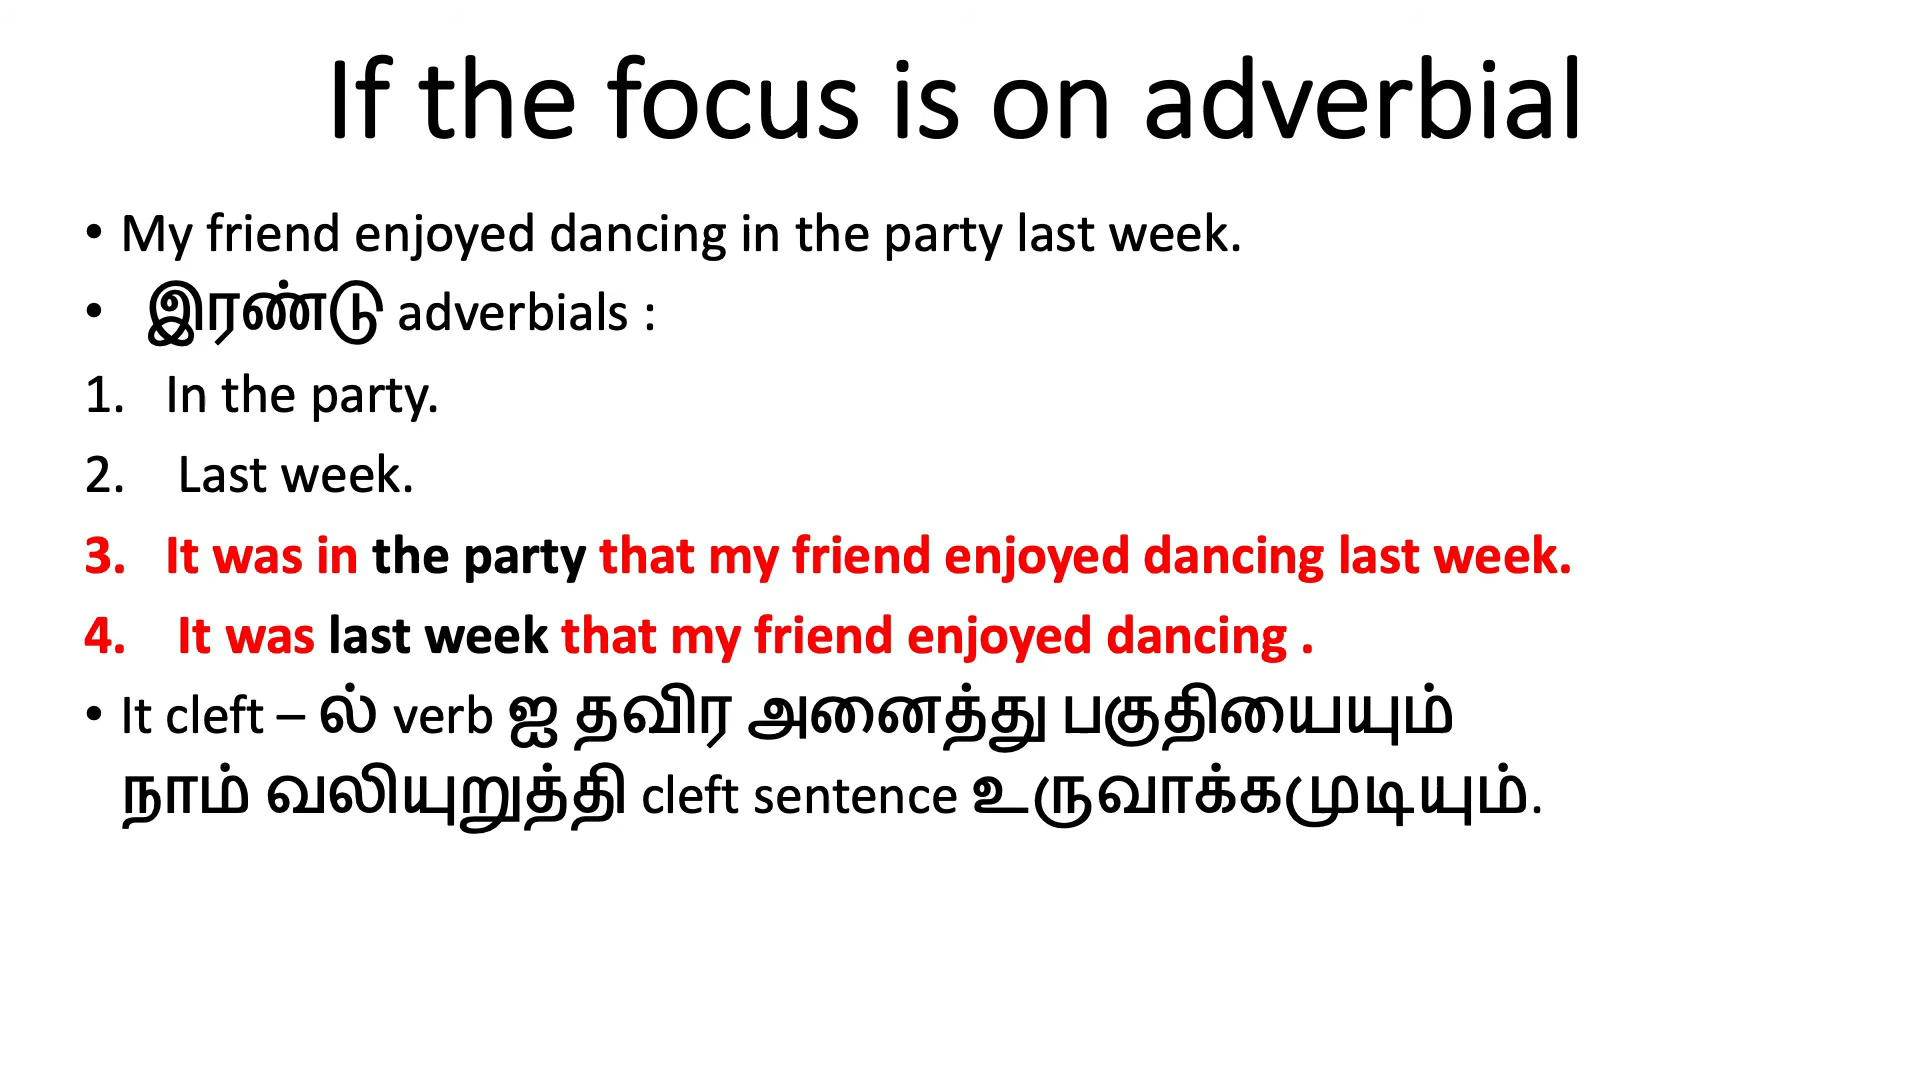 If the focus is on adverbial
• My friend enjoyed dancing in the party last week.
• இரண்டு adverbials :
1. In the party.
2. Last week.
3. It was in the party that my friend enjoyed dancing last week.
4. It was last week that my friend enjoyed dancing .
• It cleft – ல் verb ஐ தவிர அனைத்து பகுதியையும்
நாம் வலியுறுத்தி cleft sentence உருவாக்கமுடியும்.